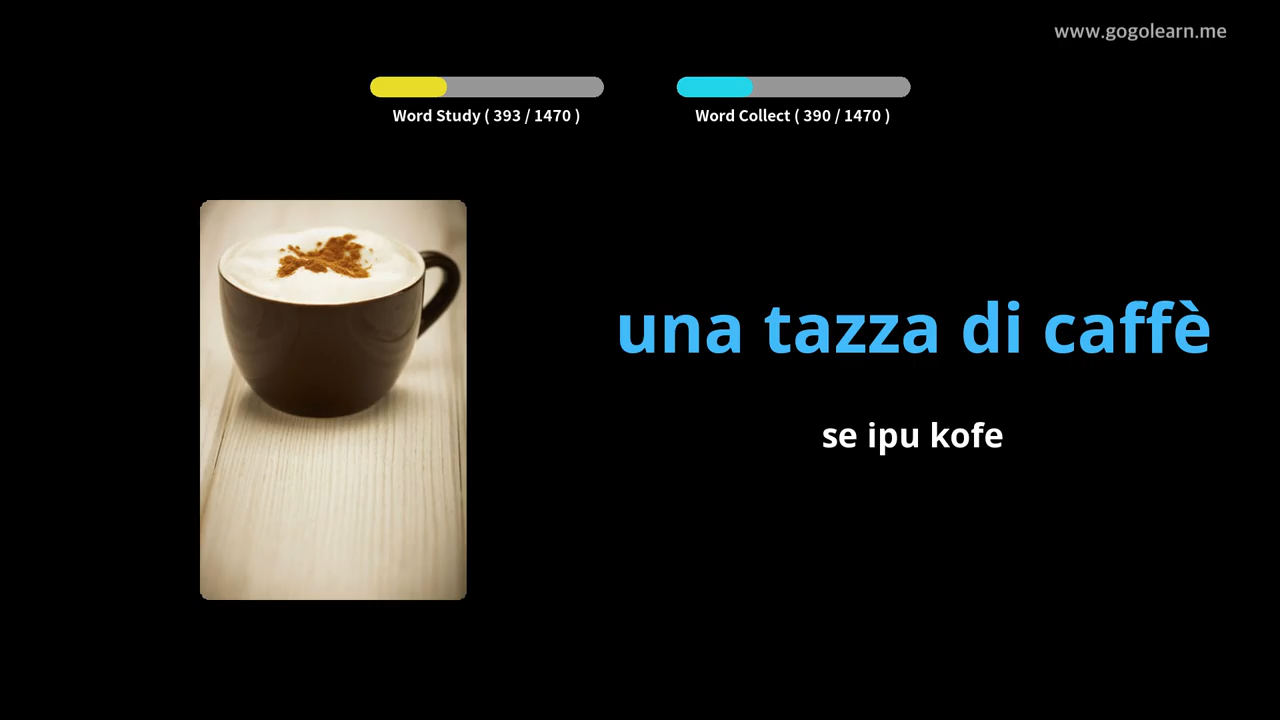 www.gogolearn.me
Word Study ( 393 / 1470 )
Word Collect ( 390 / 1470 )
una tazza di caffè
se ipu kofe